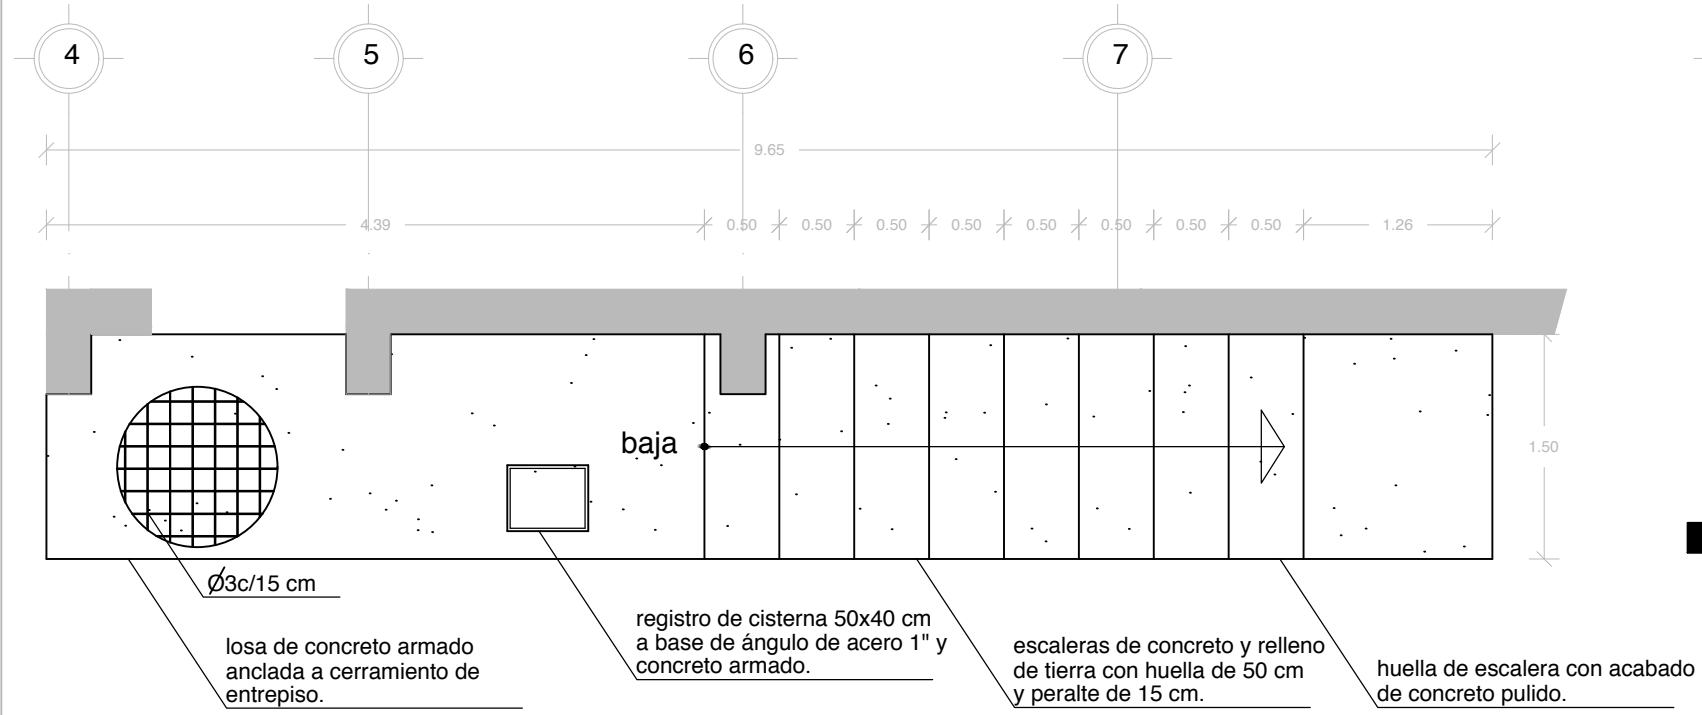 4
5
6
7
9.65
4.39
0.50
0.50
0.50
0.50
0.50
0.50
0.50
0.50
1.26
baja
1.50
Ø3c/15 cm
losa de concreto armado
anclada a cerramiento de
entrepiso.
registro de cisterna 50x40 cm
a base de ángulo de acero 1" y
concreto armado.
escaleras de concreto y relleno
de tierra con huella de 50 cm
y peralte de 15 cm.
huella de escalera con acabado
de concreto pulido.